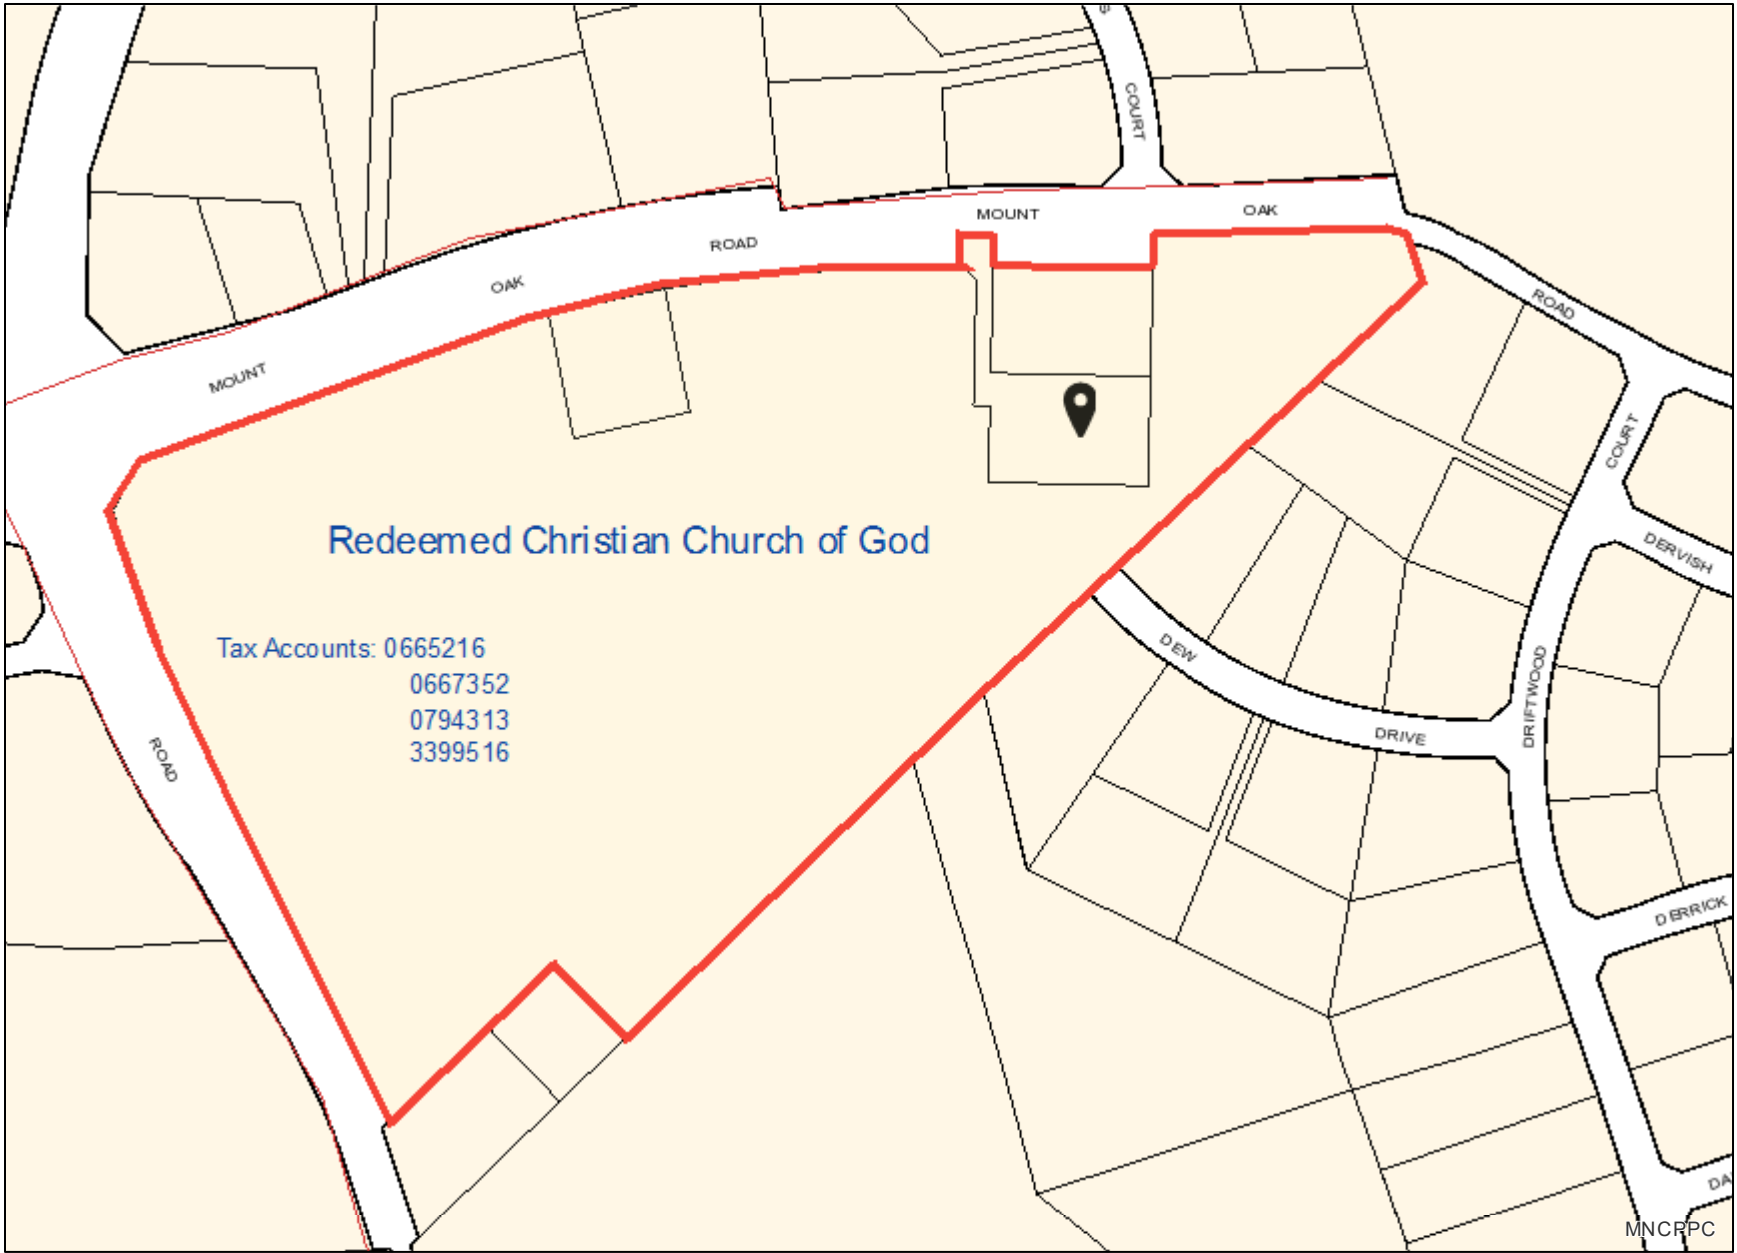 COURT
MOUNT
OAK
ROAD
OAK
MOUNT
ROAD
COURT
Redeemed Christian Church of God
DERVISH
Tax Accounts: 0665216
0667352
0794313
3399516
DEW
DRIFTWOOD
DRIVE
ROAD
DERRICK
MNCPPC